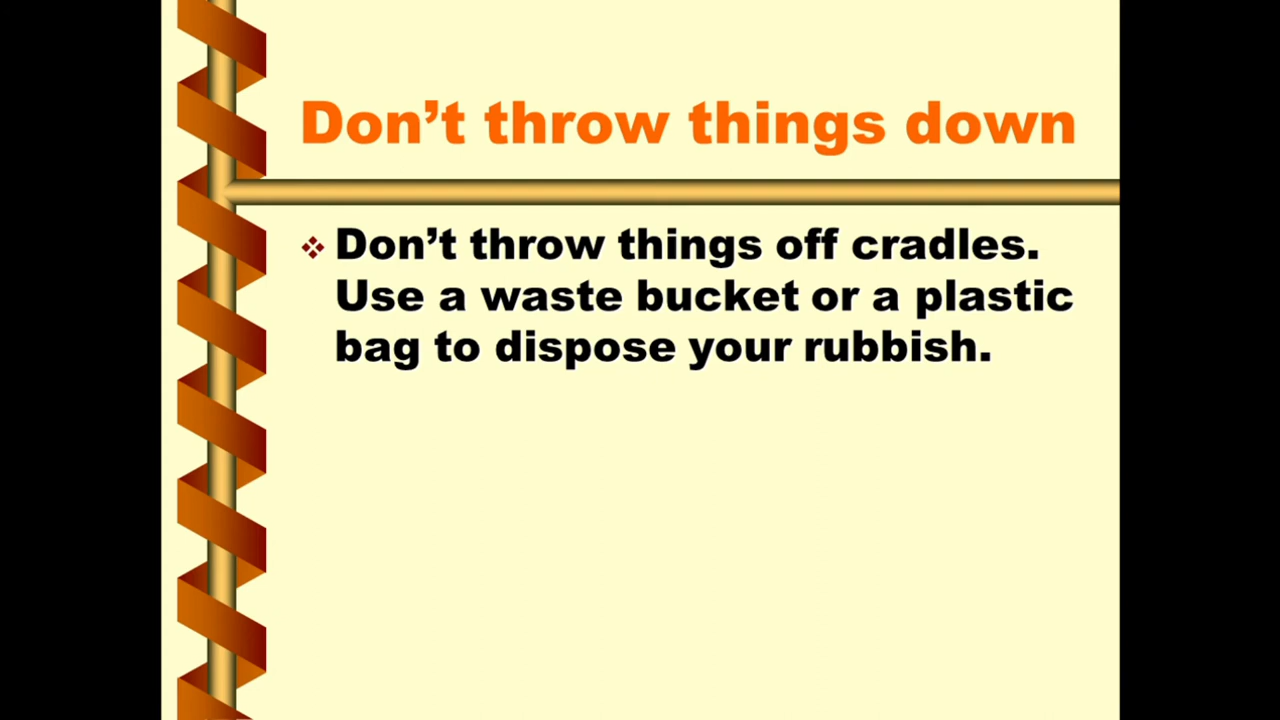 Don’t throw things down
Don’t throw things off cradles.
Use a waste bucket or a plastic
bag to dispose your rubbish.